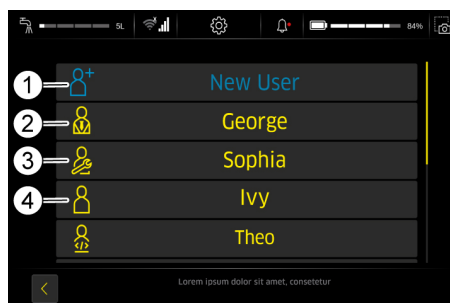 5L
84%
1
New User
2
George
3
Sophia
4
Ivy
</>
Theo
Lorem ipsum dolor sit amet, consetetur